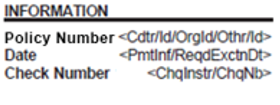 INFORMATION
Policy Number <Cdtr/Id/OrgId/Othr/Id>
Date <PmtInf/ReqdExctnDt>
Check Number <ChqInstr/ChqNb>